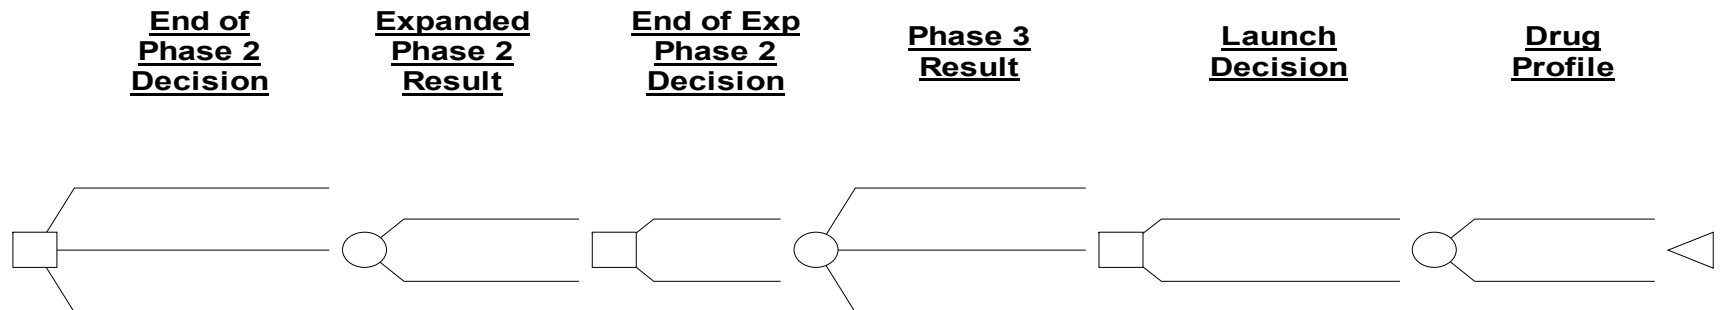 End of
Phase 2
Decision
Expanded
Phase 2
Result
End of Exp
Phase 2
Decision
Phase 3
Result
Launch
Decision
Drug
Profile